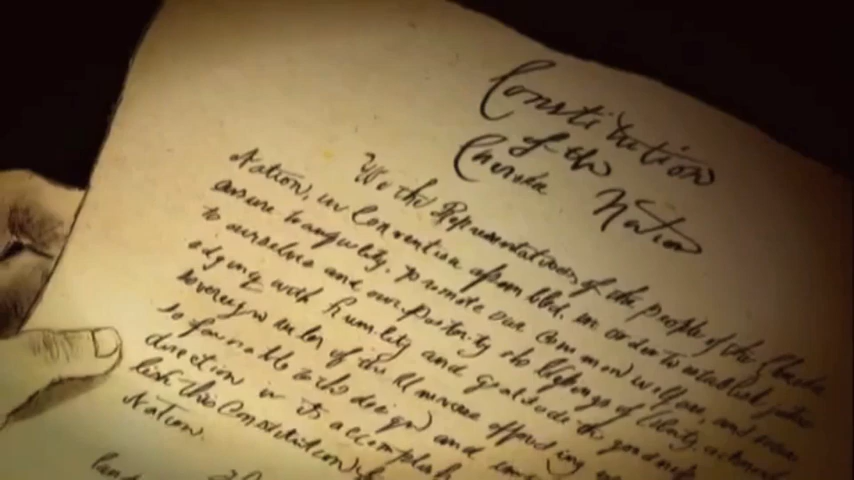 Constitution
of the
Cherokee Nation
We the Representatives of the people of the Cherokee
Nation, in Convention assembled, in order to establish justice
ensure tranquility, promote our common welfare, and secure
to ourselves and our posterity the blessings of liberty, acknowl
edging with humility and gratitude the goodness
sovereign ruler of the Universe affording us
so favorable to the design and
direction in its accomplish
lish this Constitution
Nation.